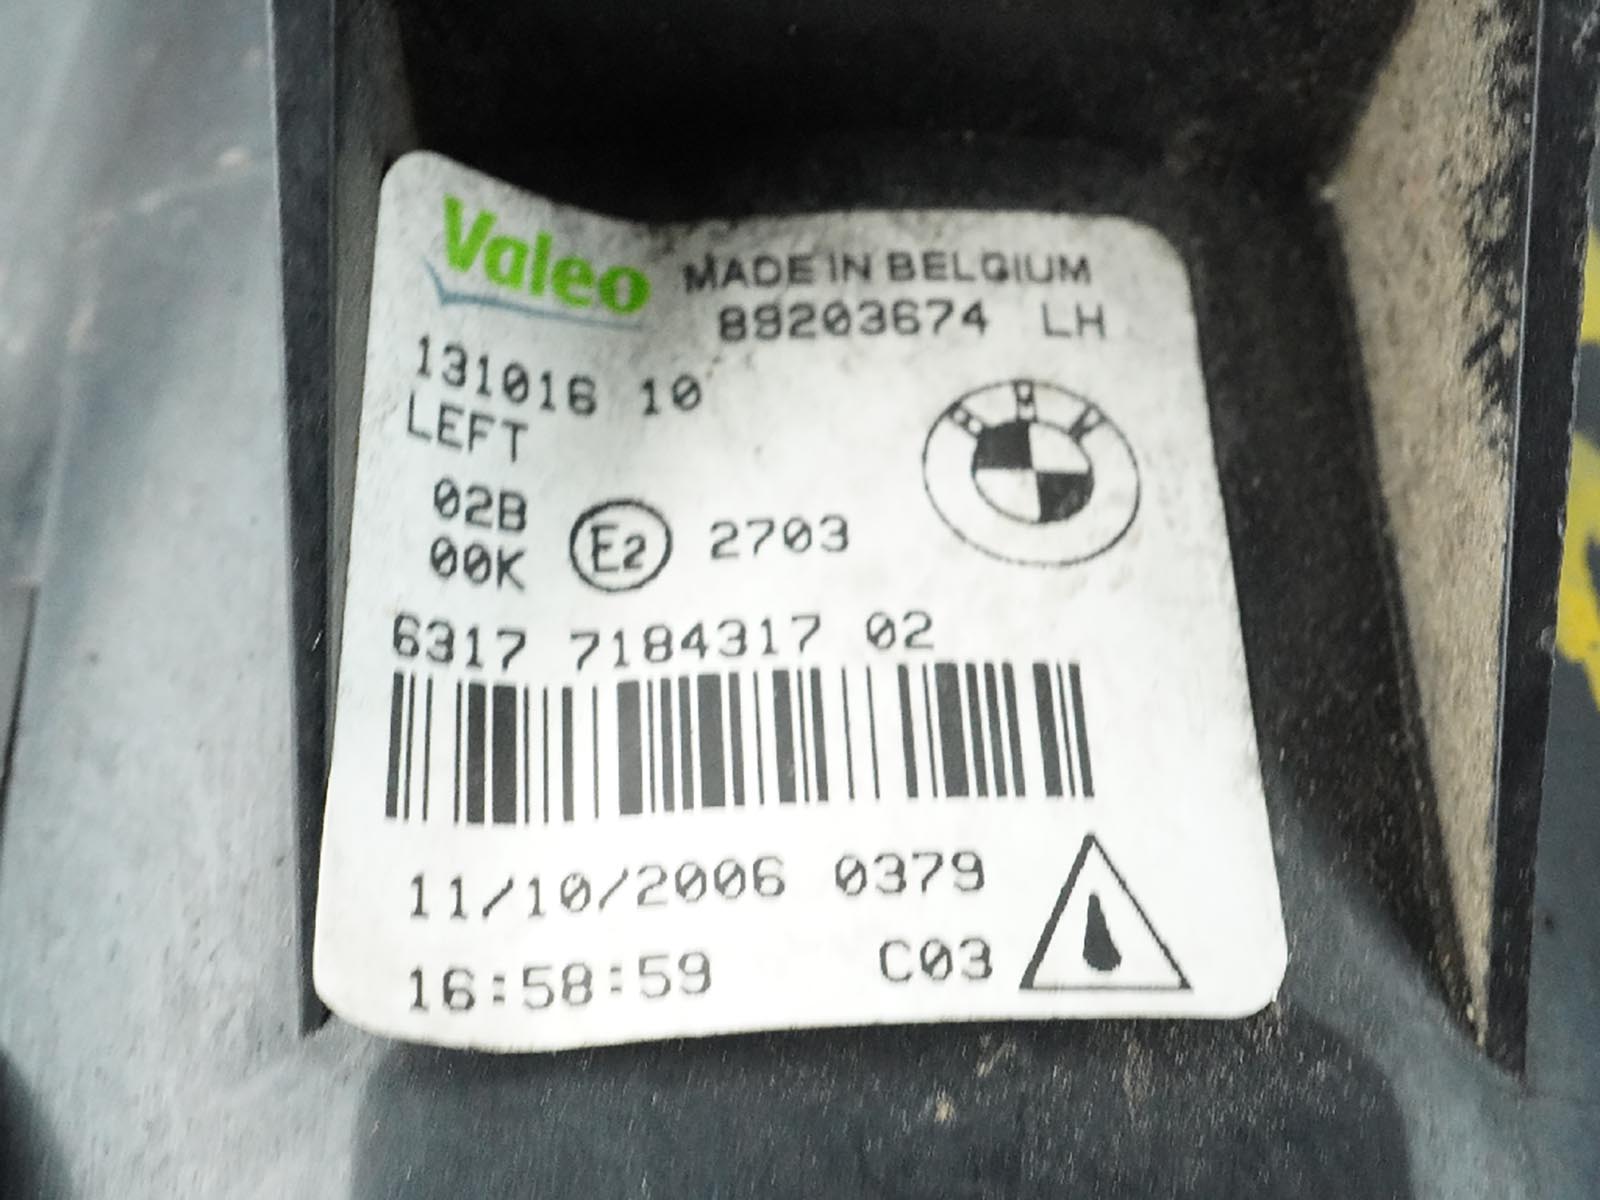 Valeo MADE IN BELGIUM
89203674 LH
131016 10
LEFT
BMW
02B
00K E2 2703
6317 7184317 02
11/10/2006 0379
16:58:59 C03